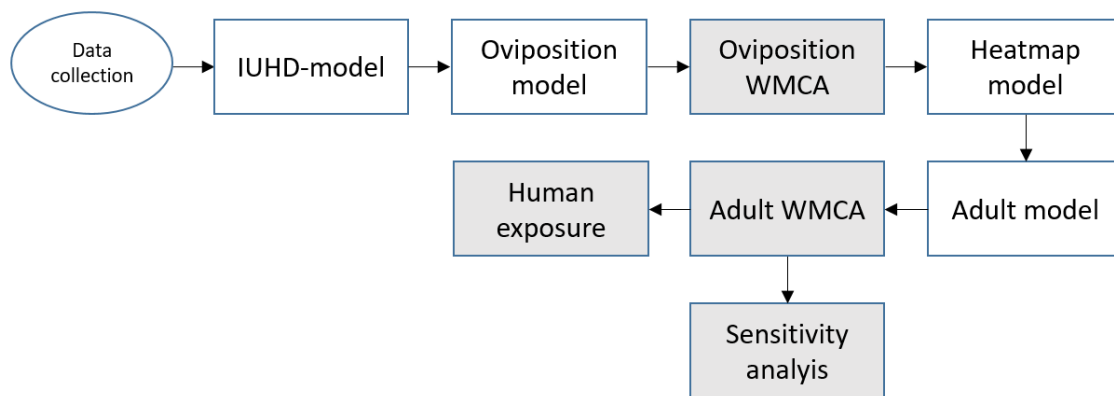 Data
collection
IUHD-model
Oviposition
model
Oviposition
WMCA
Heatmap
model
Adult model
Adult WMCA
Human
exposure
Sensitivity
analyis